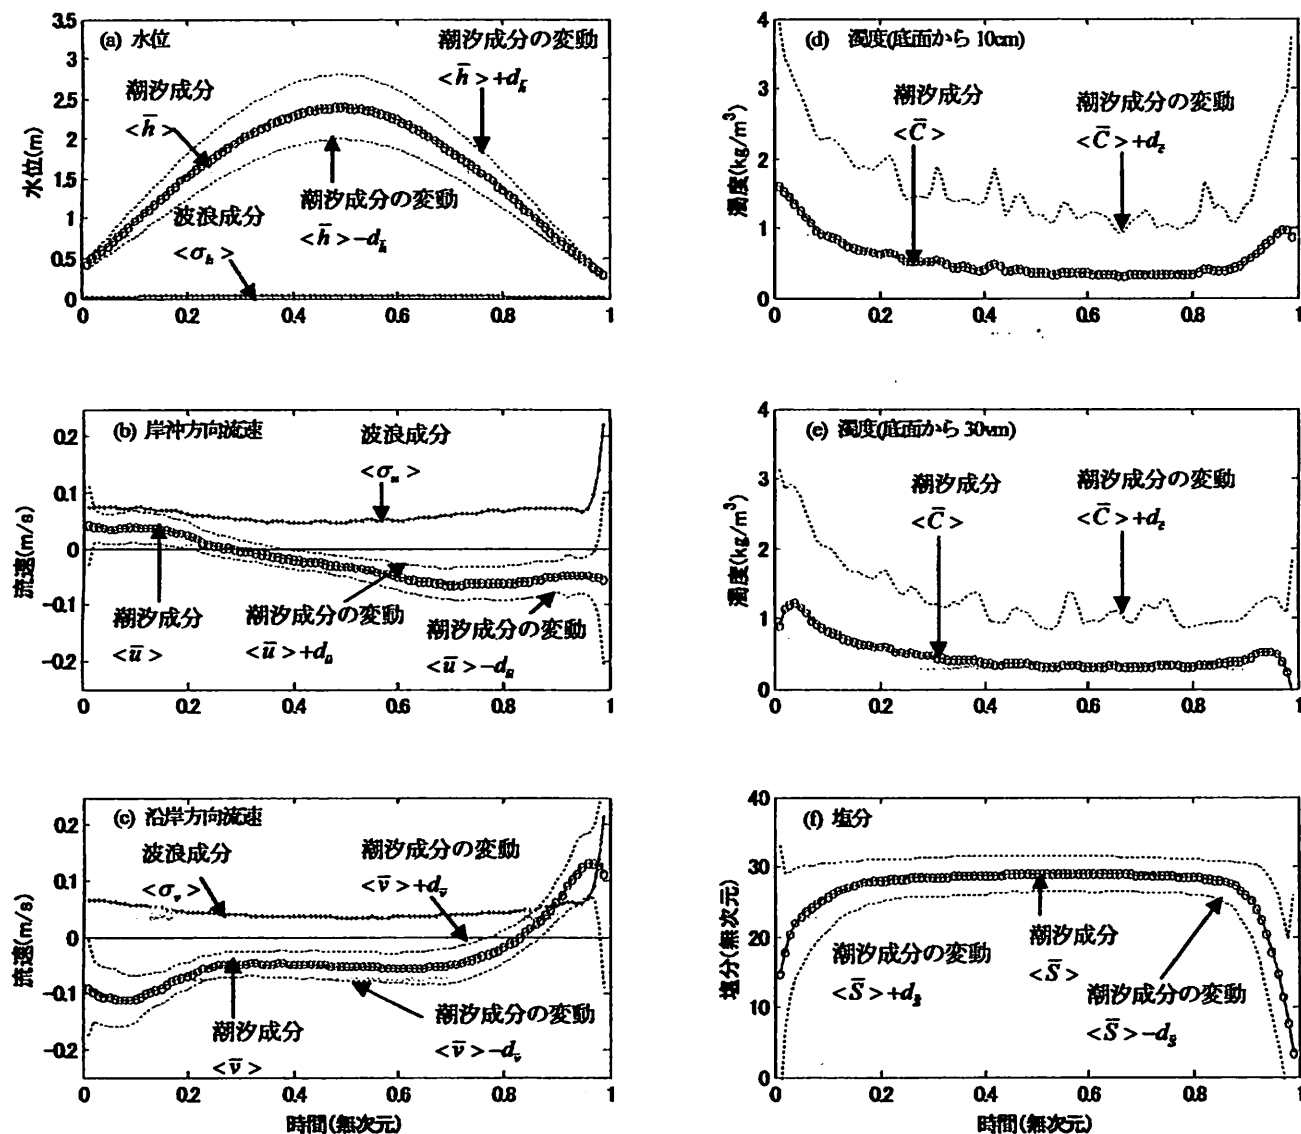 (a) 水位
潮汐成分の変動
<h̄>+d_h̄
潮汐成分
<h̄>
潮汐成分の変動
<h̄>−d_h̄
波浪成分
<σ_h>
水位(m)
3.5
3
2.5
2
1.5
1
0.5
0
0 0.2 0.4 0.6 0.8 1
(b) 岸沖方向流速
波浪成分
<σ_u>
潮汐成分
<ū>
潮汐成分の変動
<ū>+d_ū
潮汐成分の変動
<ū>−d_ū
流速(m/s)
0.2
0.1
0
-0.1
-0.2
0 0.2 0.4 0.6 0.8 1
(c) 沿岸方向流速
波浪成分
<σ_v>
潮汐成分の変動
<v̄>+d_v̄
潮汐成分
<v̄>
潮汐成分の変動
<v̄>−d_v̄
流速(m/s)
0.2
0.1
0
-0.1
-0.2
0 0.2 0.4 0.6 0.8 1
時間(無次元)
(d) 濁度(底面から10cm)
潮汐成分
<C̄>
潮汐成分の変動
<C̄>+d_c̄
濁度(kg/m³)
4
3
2
1
0
0 0.2 0.4 0.6 0.8 1
(e) 濁度(底面から30vm)
潮汐成分
<C̄>
潮汐成分の変動
<C̄>+d_c̄
濁度(kg/m³)
4
3
2
1
0
0 0.2 0.4 0.6 0.8 1
(f) 塩分
潮汐成分の変動
<S̄>+d_s̄
潮汐成分
<S̄>
潮汐成分の変動
<S̄>−d_s̄
塩分(無次元)
40
30
20
10
0
0 0.2 0.4 0.6 0.8 1
時間(無次元)